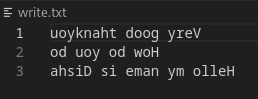 write.txt
1 uoyknaht doog yreV
2 od uoy od woH
3 ahsiD si eman ym olleH